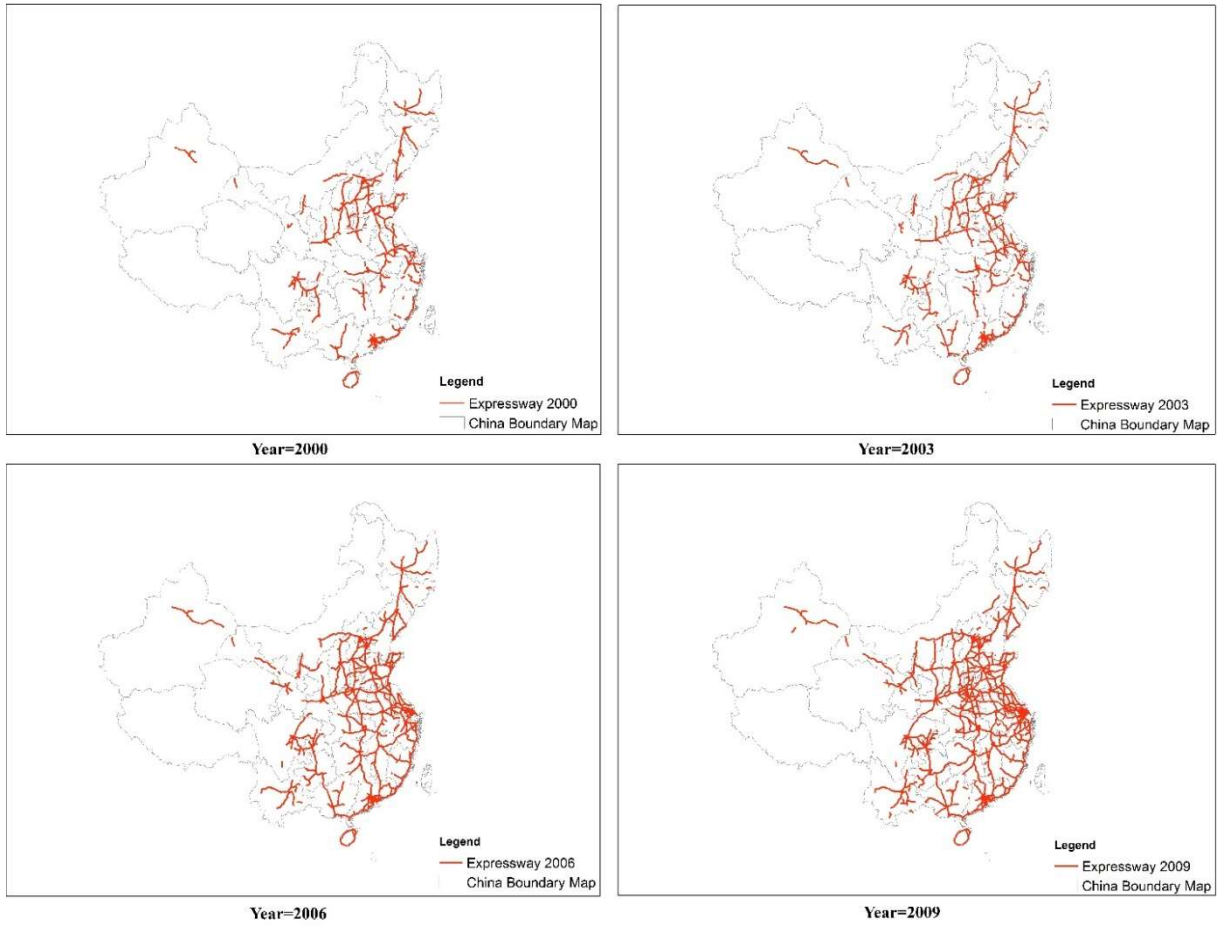 Legend
Expressway 2000
China Boundary Map
Year=2000
Legend
Expressway 2003
China Boundary Map
Year=2003
Legend
Expressway 2006
China Boundary Map
Year=2006
Legend
Expressway 2009
China Boundary Map
Year=2009